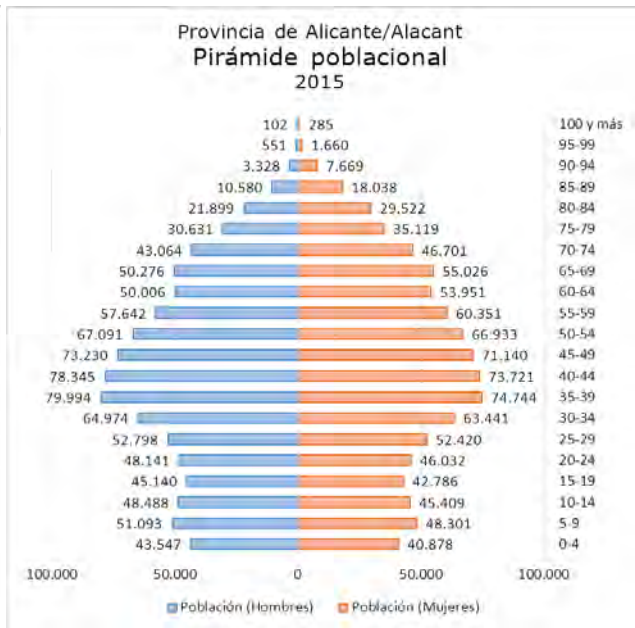 Provincia de Alicante/Alacant
Pirámide poblacional
2015
102 285 100 y más
551 1.660 95-99
3.328 7.669 90-94
10.580 18.038 85-89
21.899 29.522 80-84
30.631 35.119 75-79
43.064 46.701 70-74
50.276 55.026 65-69
50.006 53.951 60-64
57.642 60.351 55-59
67.091 66.933 50-54
73.230 71.140 45-49
78.345 73.721 40-44
79.994 74.744 35-39
64.974 63.441 30-34
52.798 52.420 25-29
48.141 46.032 20-24
45.140 42.786 15-19
48.488 45.409 10-14
51.093 48.301 5-9
43.547 40.878 0-4
100.000 50.000 0 50.000 100.000
Población (Hombres) Población (Mujeres)